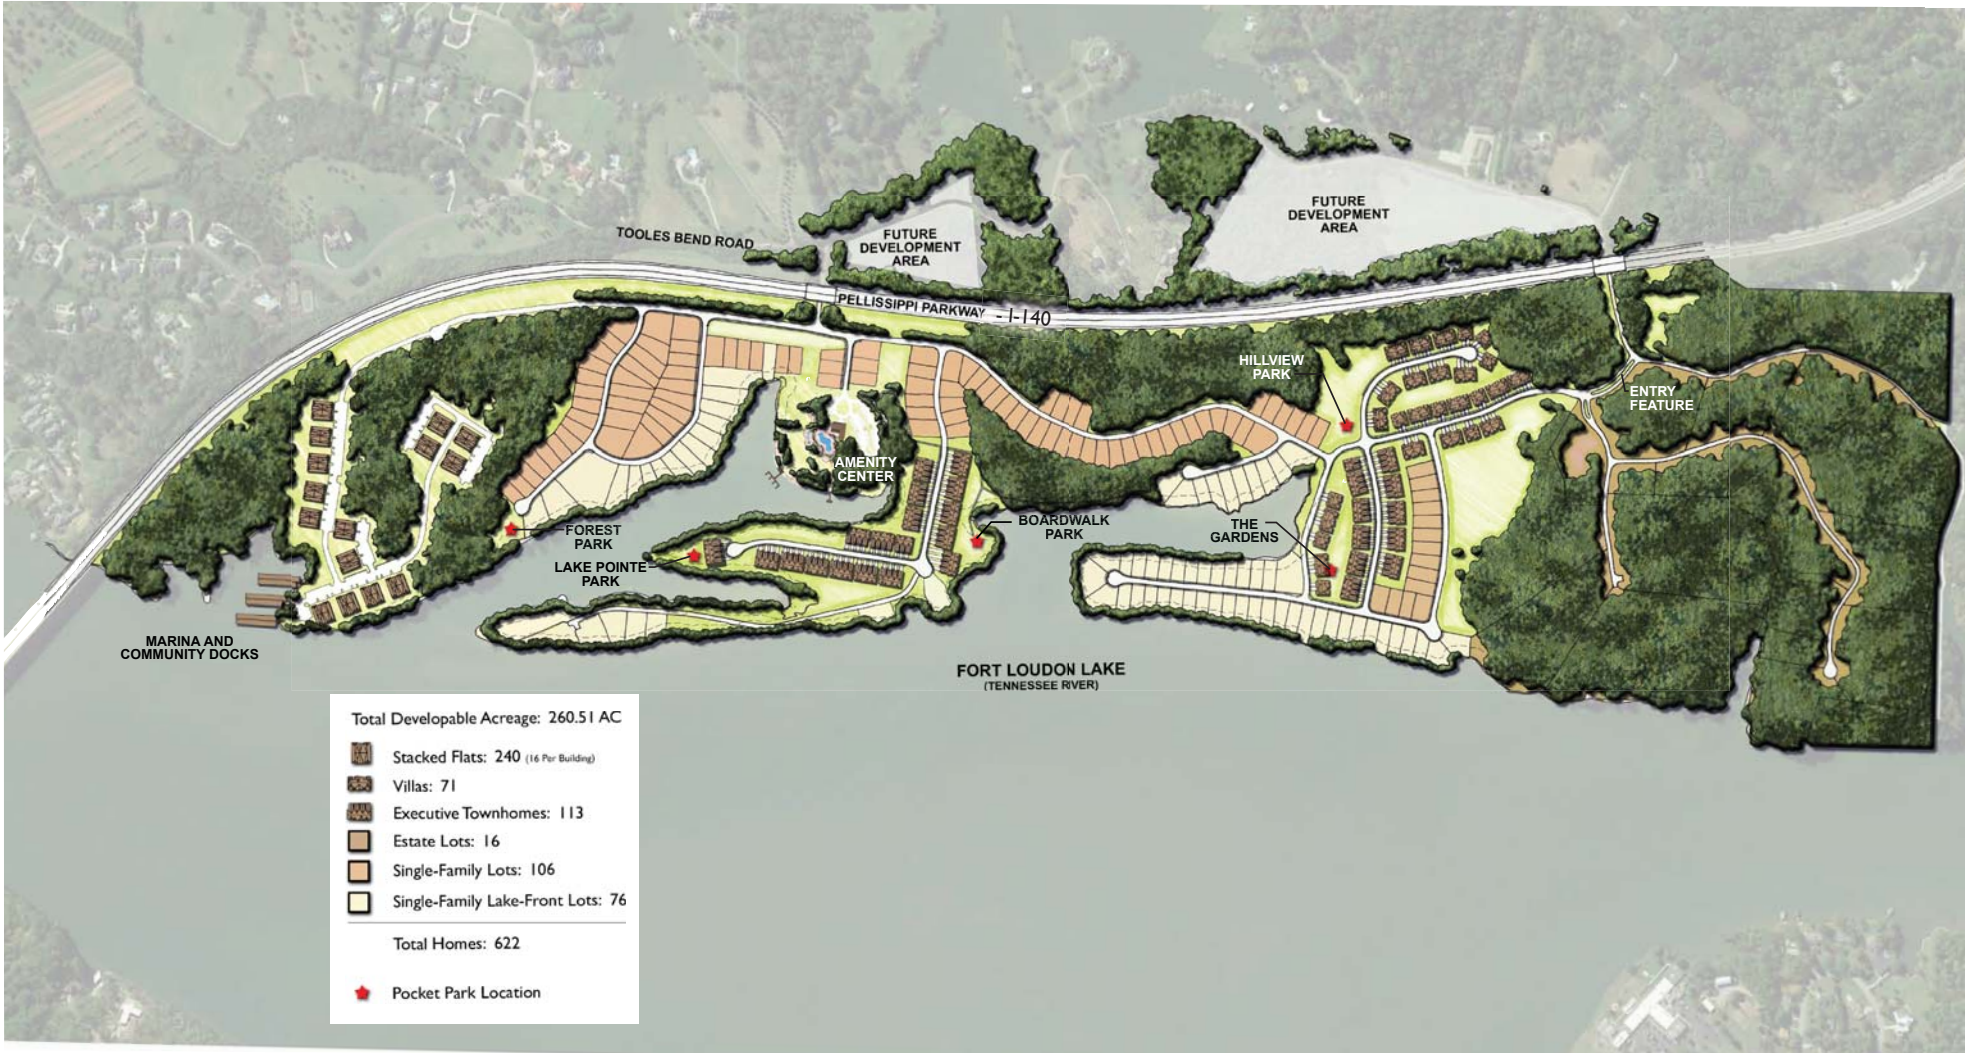 FUTURE
DEVELOPMENT
AREA
TOOLES BEND ROAD
FUTURE
DEVELOPMENT
AREA
PELLISSIPPI PARKWAY - I-140
HILLVIEW
PARK
ENTRY
FEATURE
AMENITY
CENTER
FOREST
PARK
BOARDWALK
PARK
THE
GARDENS
LAKE POINTE
PARK
MARINA AND
COMMUNITY DOCKS
FORT LOUDON LAKE
(TENNESSEE RIVER)
Total Developable Acreage: 260.51 AC
Stacked Flats: 240 (16 Per Building)
Villas: 71
Executive Townhomes: 113
Estate Lots: 16
Single-Family Lots: 106
Single-Family Lake-Front Lots: 76
Total Homes: 622
Pocket Park Location